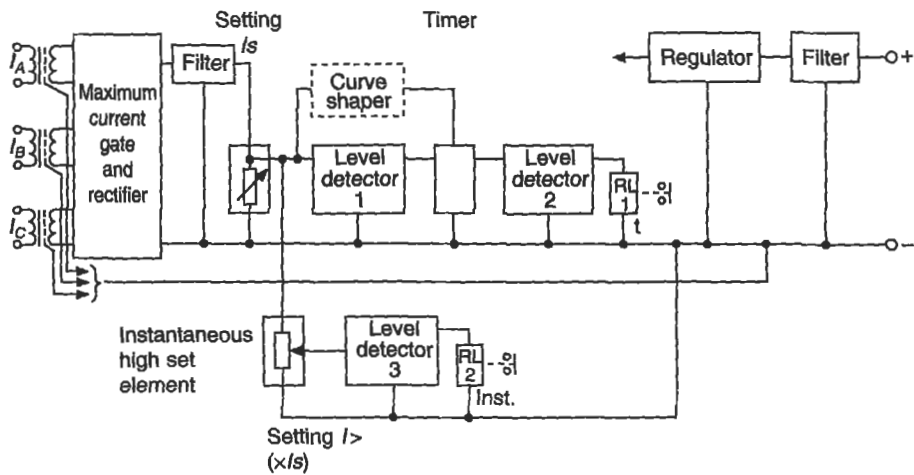 Setting
Is
Timer
I_A
I_B
I_C
Maximum
current
gate
and
rectifier
Filter
Curve
shaper
Regulator
Filter
+
Level
detector
1
Level
detector
2
RL
1
t
−
Instantaneous
high set
element
Level
detector
3
RL
2
Inst.
Setting I>
(×Is)